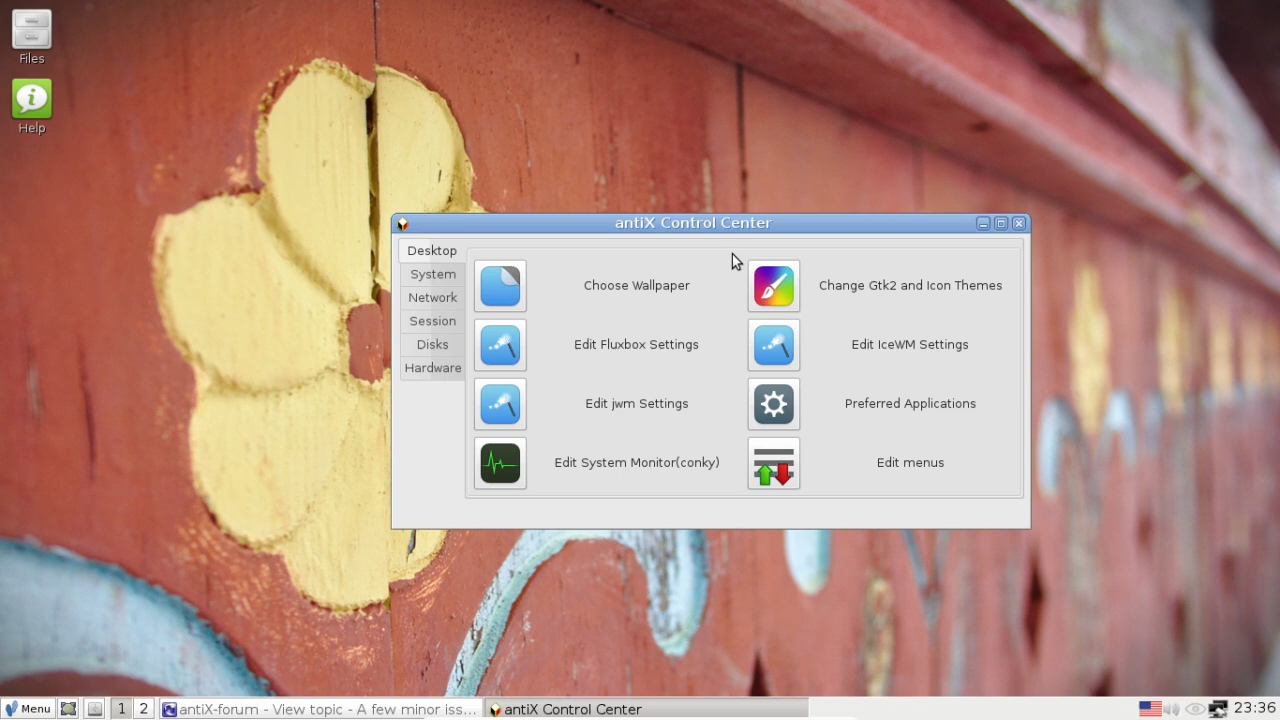 Files
Help
antiX Control Center
Desktop
System
Network
Session
Disks
Hardware
Choose Wallpaper
Change Gtk2 and Icon Themes
Edit Fluxbox Settings
Edit IceWM Settings
Edit jwm Settings
Preferred Applications
Edit System Monitor(conky)
Edit menus
Menu
1
2
antiX-forum - View topic - A few minor iss...
antiX Control Center
23:36